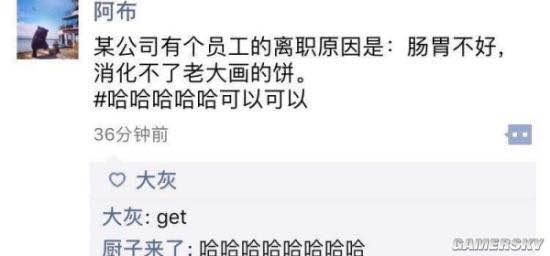 阿布
某公司有个员工的离职原因是：肠胃不好，
消化不了老大画的饼。
#哈哈哈哈哈可以可以
36分钟前
大灰
大灰: get
厨子来了: 哈哈哈哈哈哈哈哈
GAMERSKY